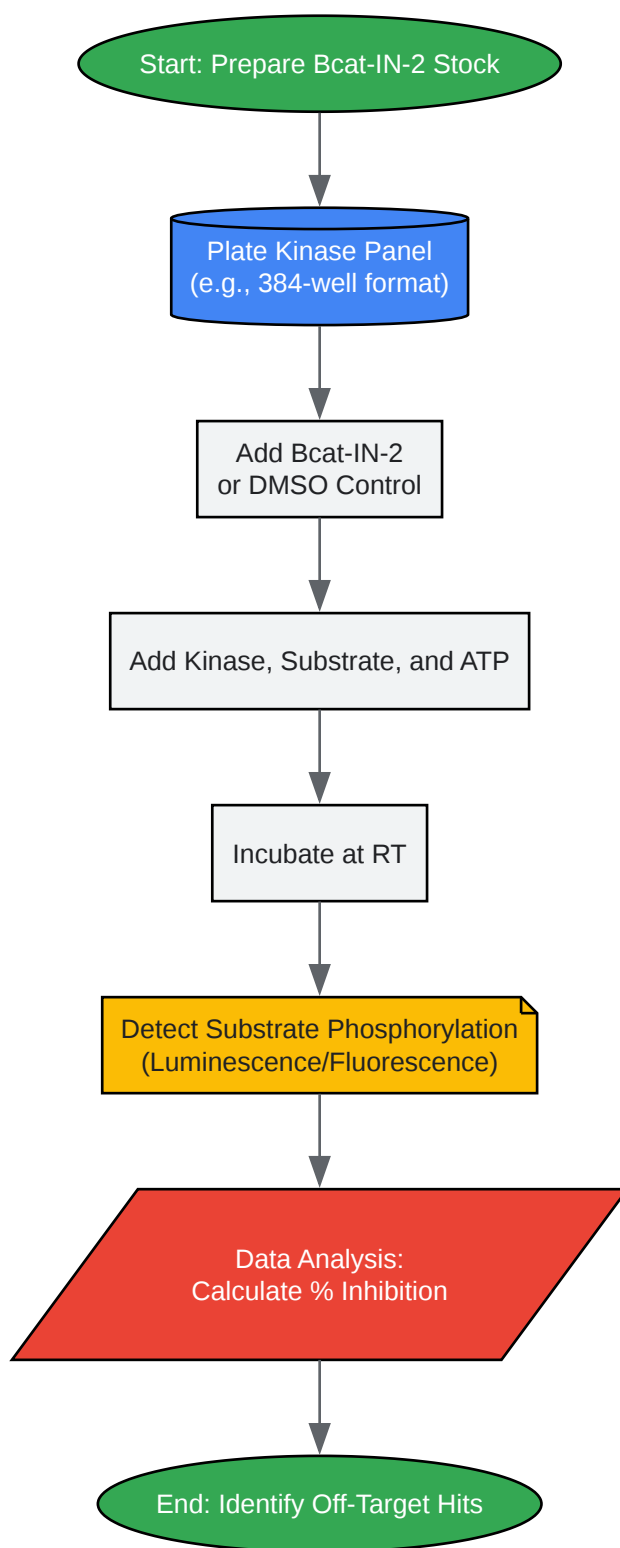 Start: Prepare Bcat-IN-2 Stock
Plate Kinase Panel
(e.g., 384-well format)
Add Bcat-IN-2
or DMSO Control
Add Kinase, Substrate, and ATP
Incubate at RT
Detect Substrate Phosphorylation
(Luminescence/Fluorescence)
Data Analysis:
Calculate % Inhibition
End: Identify Off-Target Hits